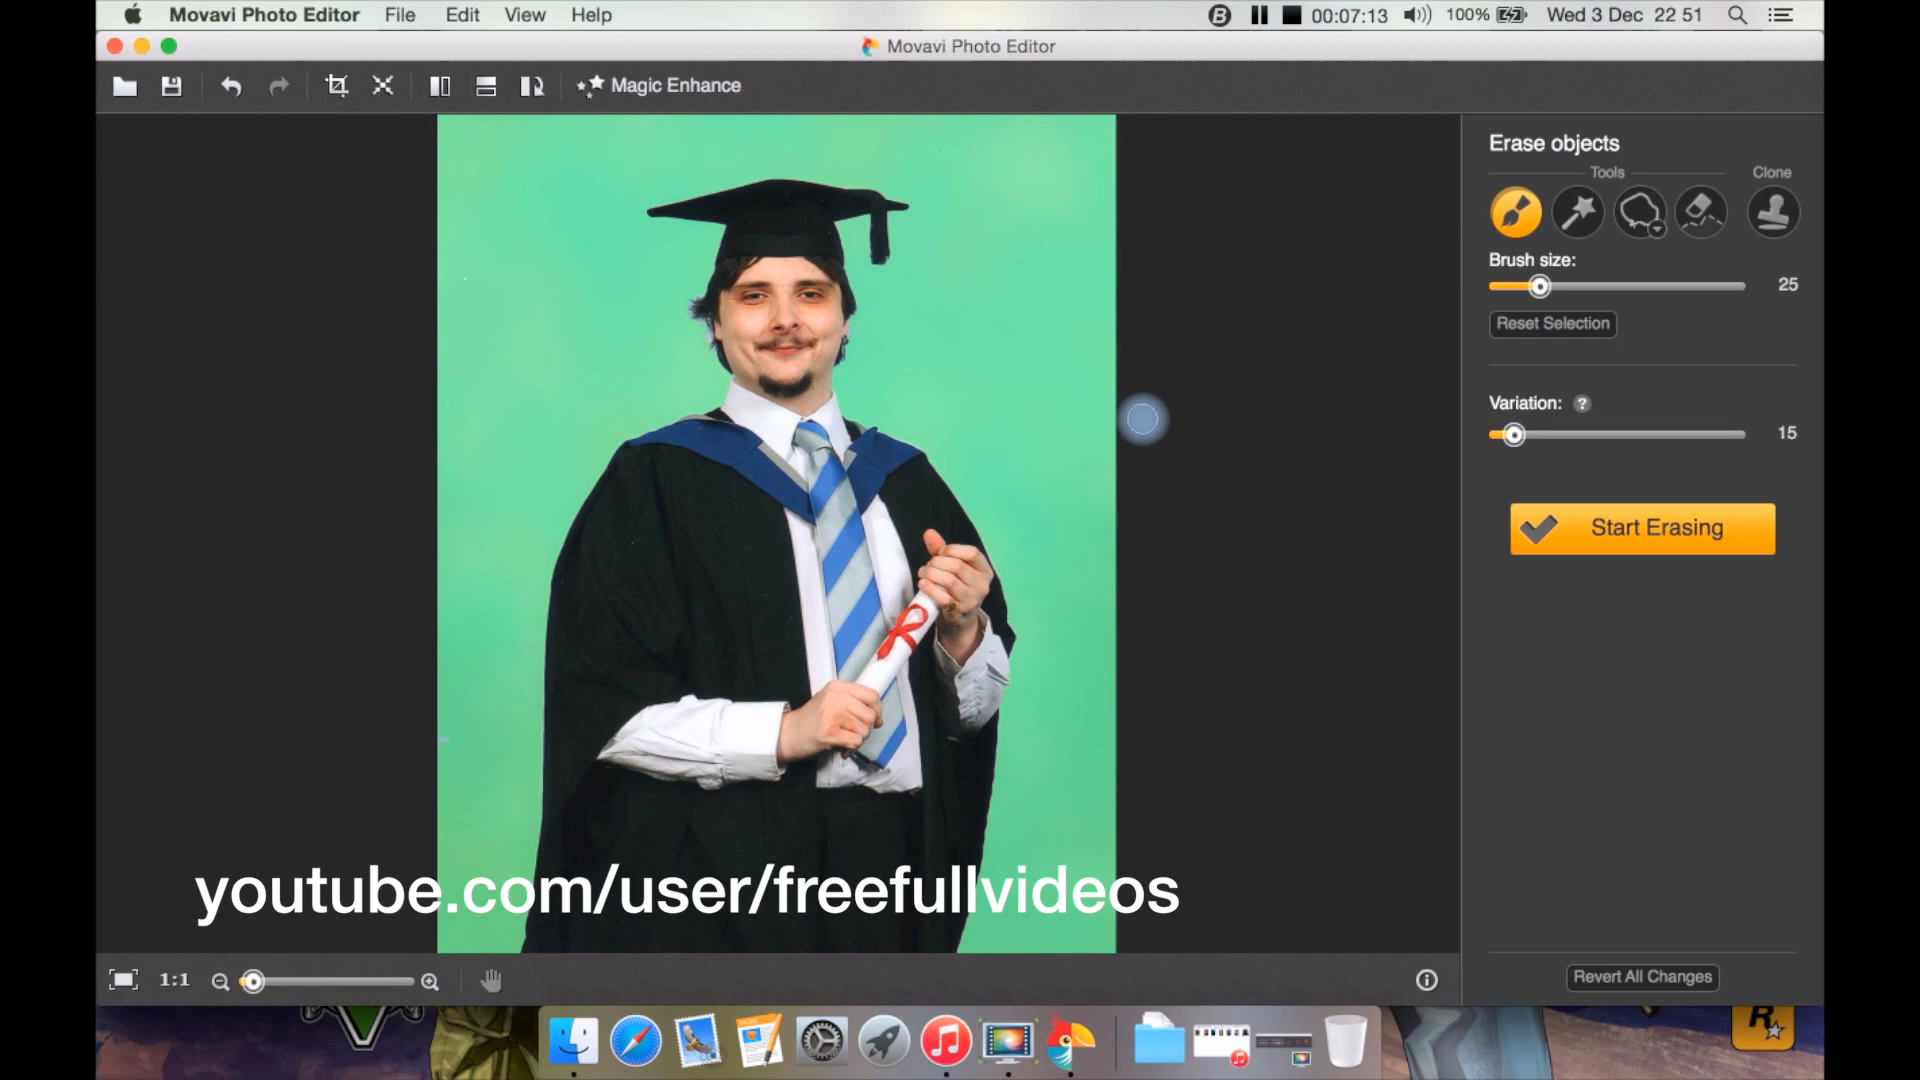 Movavi Photo Editor File Edit View Help 00:07:13 100% Wed 3 Dec 22 51
Movavi Photo Editor
Magic Enhance
Erase objects
Tools Clone
Brush size:
25
Reset Selection
Variation: ?
15
Start Erasing
youtube.com/user/freefullvideos
1:1
Revert All Changes
R